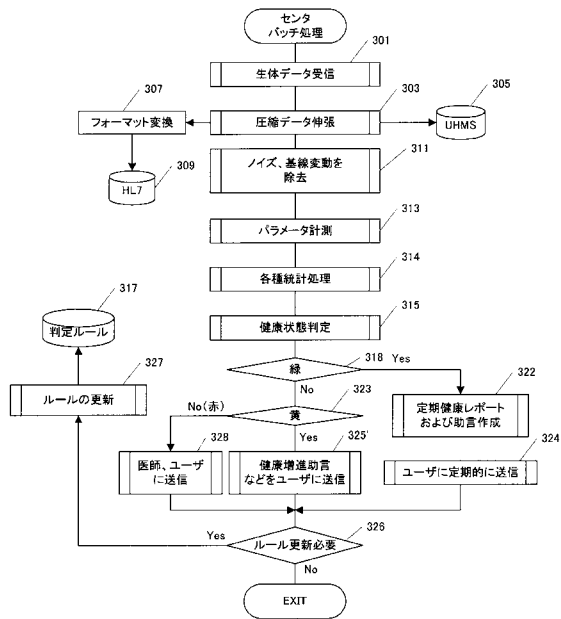 センタ
バッチ処理
301
生体データ受信
307
303
305
フォーマット変換
圧縮データ伸張
UHMS
309
HL7
311
ノイズ、基線変動を
除去
313
パラメータ計測
314
各種統計処理
317
315
判定ルール
健康状態判定
318
緑
Yes
No
327
ルールの更新
323
黄
No(赤)
Yes
322
定期健康レポート
および助言作成
328
医師、ユーザ
に送信
325'
健康増進助言
などをユーザに送信
324
ユーザに定期的に送信
326
Yes
ルール更新必要
No
EXIT